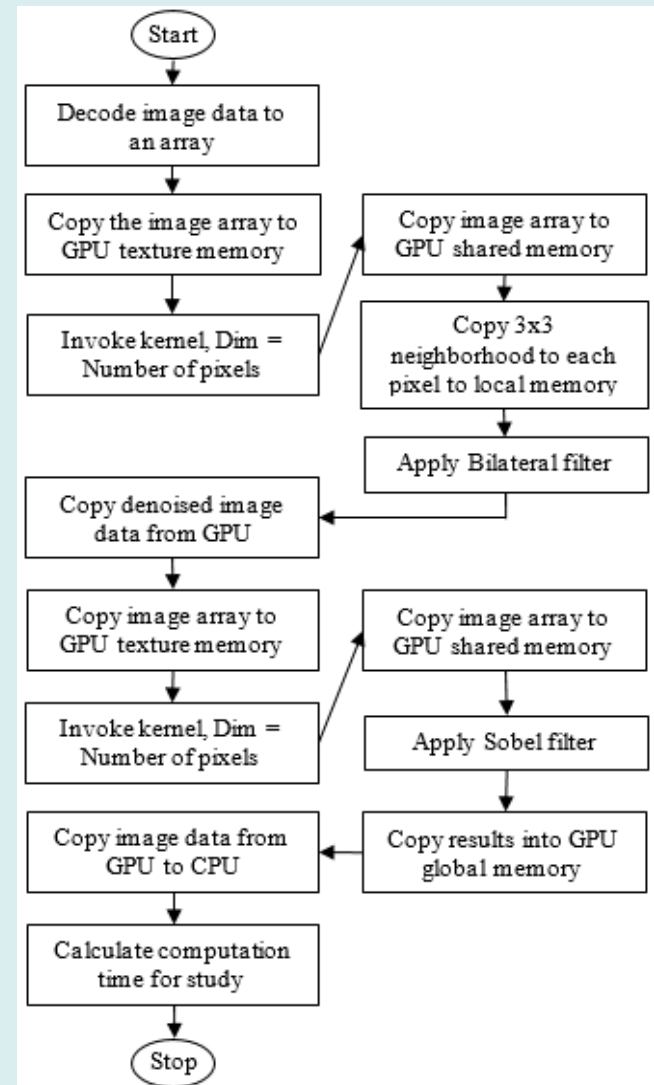 Start
Decode image data to
an array
Copy the image array to
GPU texture memory
Invoke kernel, Dim =
Number of pixels
Copy image array to
GPU shared memory
Copy 3x3
neighborhood to each
pixel to local memory
Apply Bilateral filter
Copy denoised image
data from GPU
Copy image array to
GPU texture memory
Invoke kernel, Dim =
Number of pixels
Copy image array to
GPU shared memory
Apply Sobel filter
Copy results into GPU
global memory
Copy image data from
GPU to CPU
Calculate computation
time for study
Stop